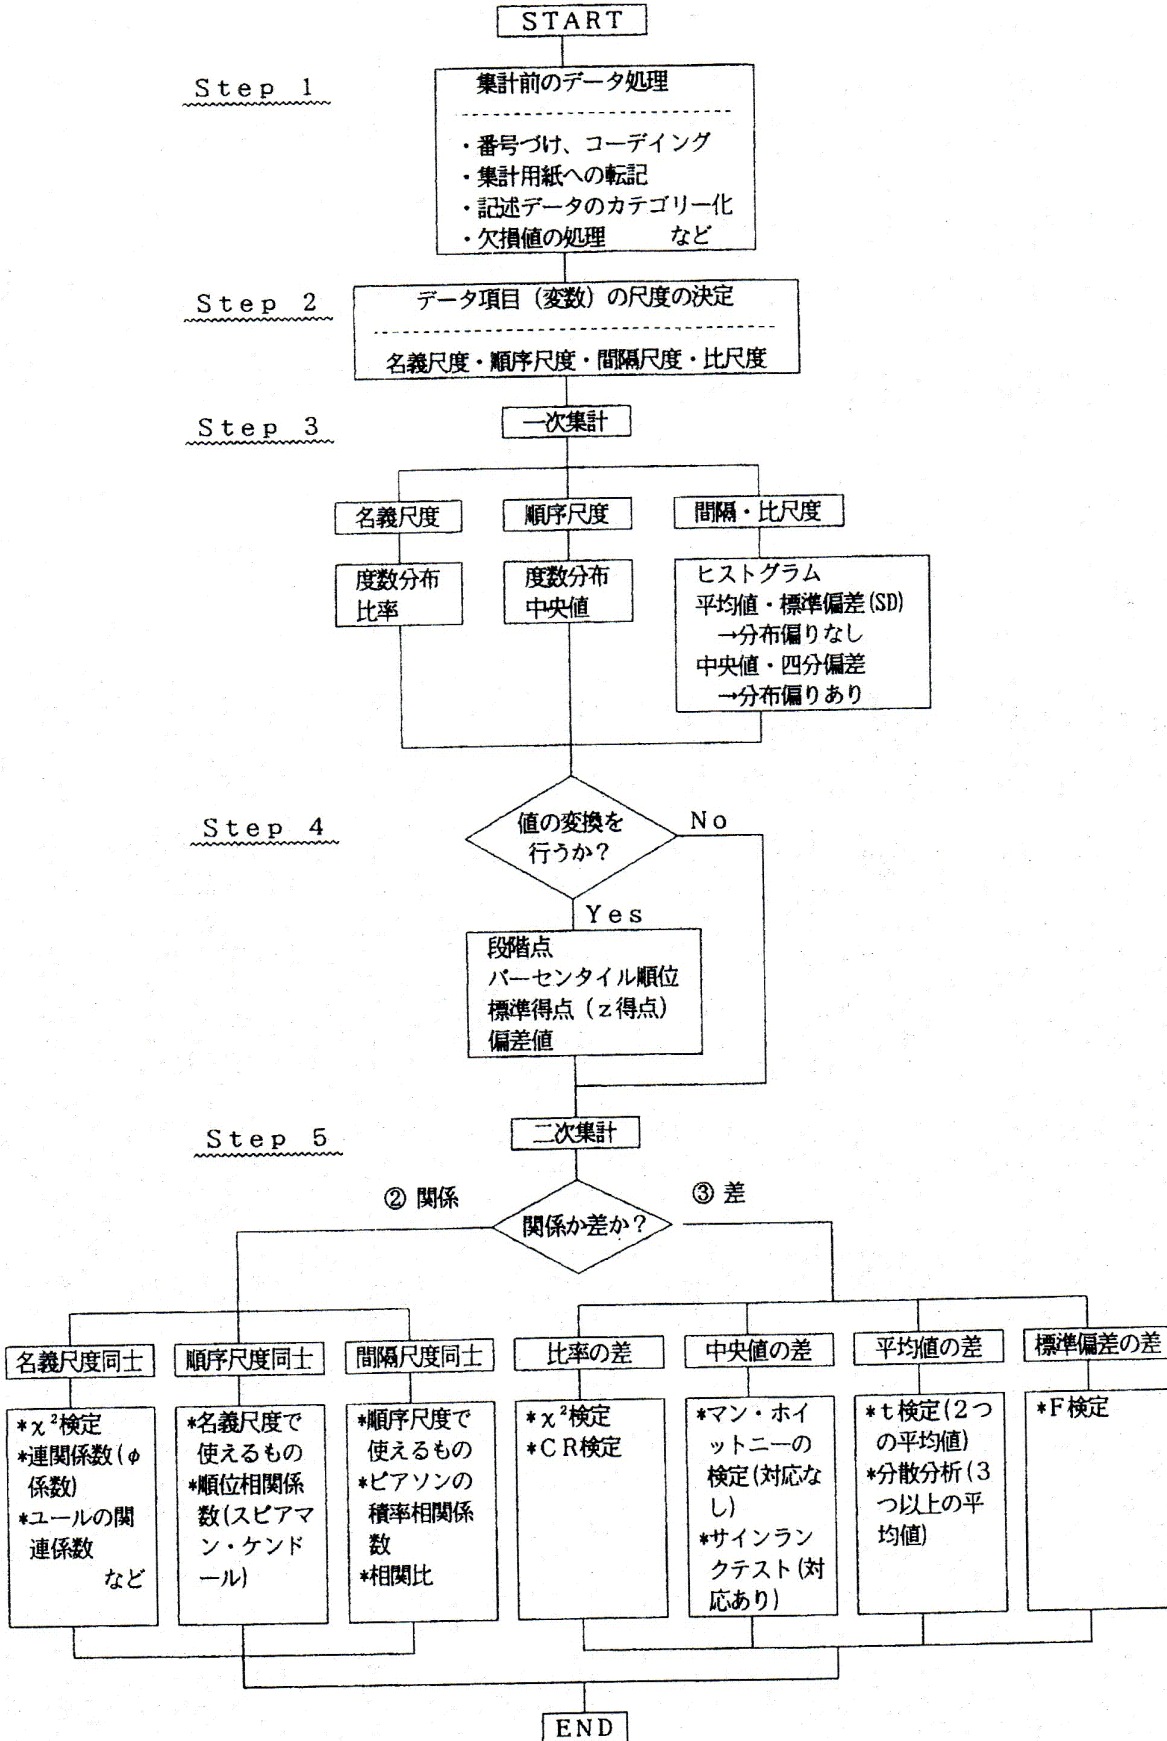 START
Step 1
集計前のデータ処理
・番号づけ、コーデイング
・集計用紙への転記
・記述データのカテゴリー化
・欠損値の処理 など
Step 2
データ項目（変数）の尺度の決定
名義尺度・順序尺度・間隔尺度・比尺度
Step 3
一次集計
名義尺度
順序尺度
間隔・比尺度
度数分布
比率
度数分布
中央値
ヒストグラム
平均値・標準偏差(SD)
→分布偏りなし
中央値・四分偏差
→分布偏りあり
Step 4
値の変換を
行うか？
No
Yes
段階点
パーセンタイル順位
標準得点（z得点）
偏差値
Step 5
二次集計
② 関係
関係か差か？
③ 差
名義尺度同士
*χ²検定
*連関係数(φ
係数)
*ユールの関
連係数
など
順序尺度同士
*名義尺度で
使えるもの
*順位相関係
数(スピアマ
ン・ケンド
ール)
間隔尺度同士
*順序尺度で
使えるもの
*ピアソンの
積率相関係
数
*相関比
比率の差
*χ²検定
*CR検定
中央値の差
*マン・ホイ
ットニーの
検定(対応な
し)
*サインラン
クテスト(対
応あり)
平均値の差
*t検定(2つ
の平均値)
*分散分析(3
つ以上の平
均値)
標準偏差の差
*F検定
END